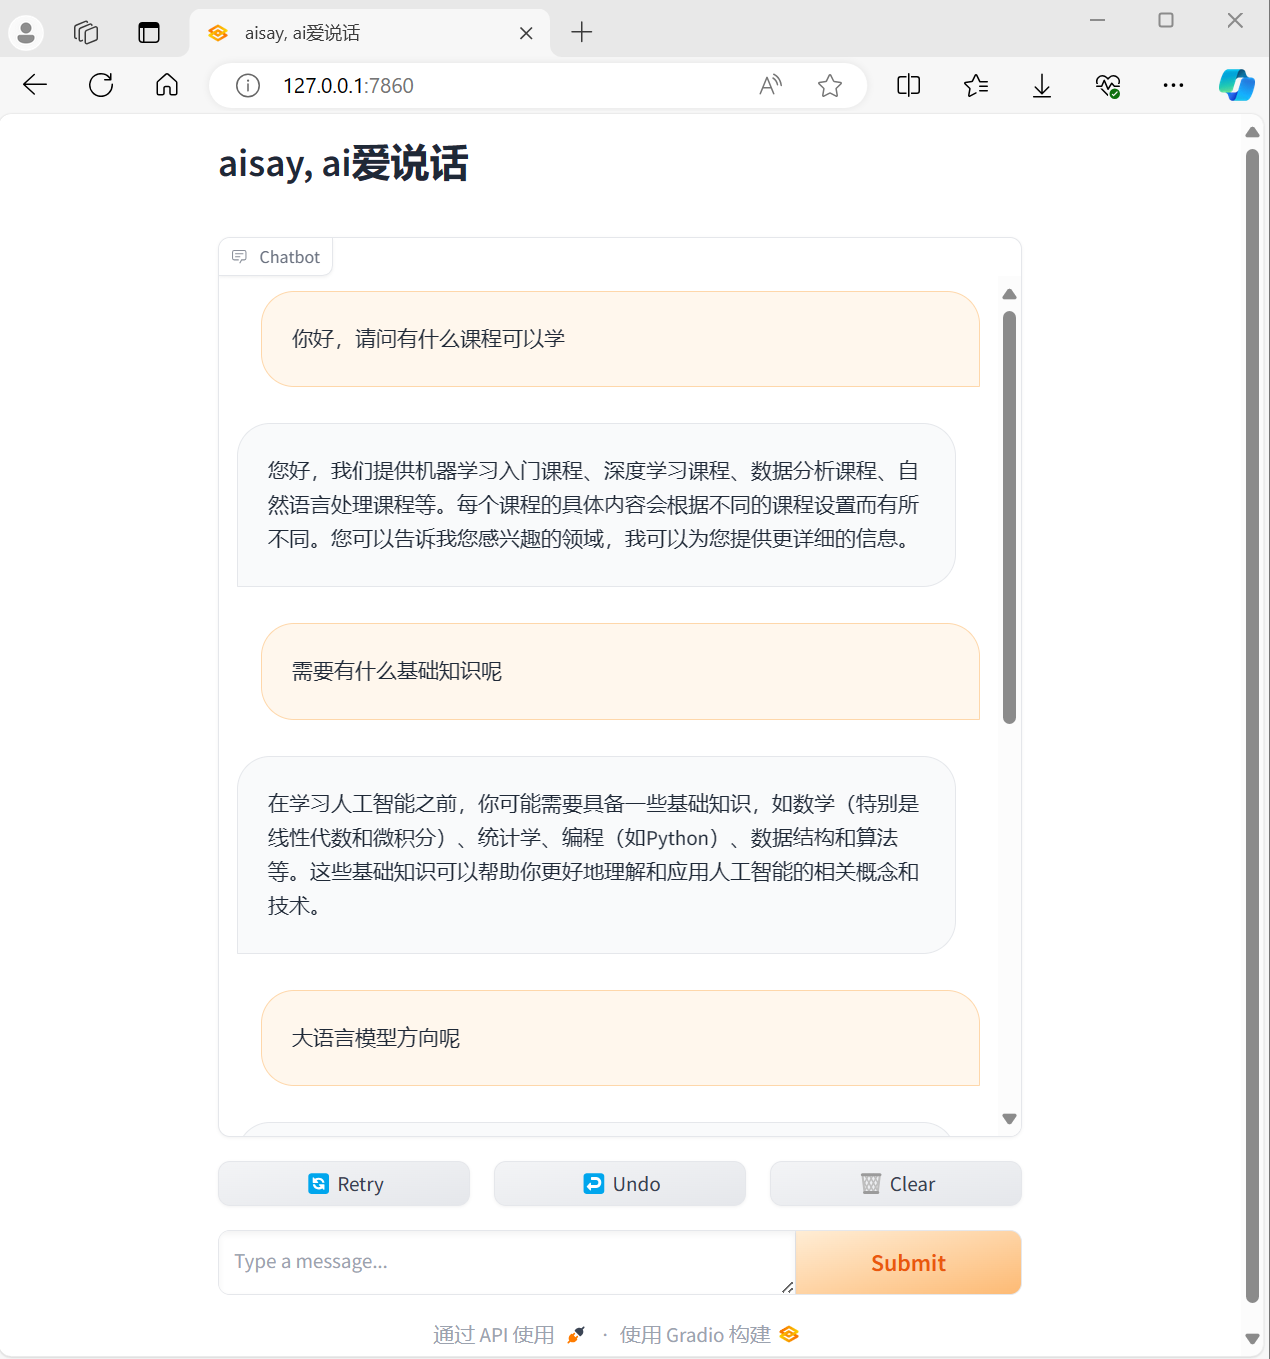 aisay, ai爱说话
127.0.0.1:7860
aisay, ai爱说话
Chatbot
你好，请问有什么课程可以学
您好，我们提供机器学习入门课程、深度学习课程、数据分析课程、自
然语言处理课程等。每个课程的具体内容会根据不同的课程设置而有所
不同。您可以告诉我您感兴趣的领域，我可以为您提供更详细的信息。
需要有什么基础知识呢
在学习人工智能之前，你可能需要具备一些基础知识，如数学（特别是
线性代数和微积分）、统计学、编程（如Python）、数据结构和算法
等。这些基础知识可以帮助你更好地理解和应用人工智能的相关概念和
技术。
大语言模型方向呢
Retry
Undo
Clear
Type a message...
Submit
通过 API 使用 · 使用 Gradio 构建